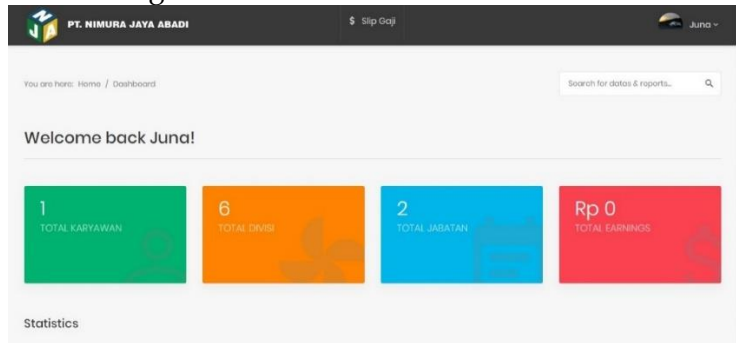 NJA
PT. NIMURA JAYA ABADI
$ Slip Gaji
Juna
You are here: Home / Dashboard
Search for datas & reports...
Welcome back Juna!
1
TOTAL KARYAWAN
6
TOTAL DIVISI
2
TOTAL JABATAN
Rp 0
TOTAL EARNINGS
Statistics